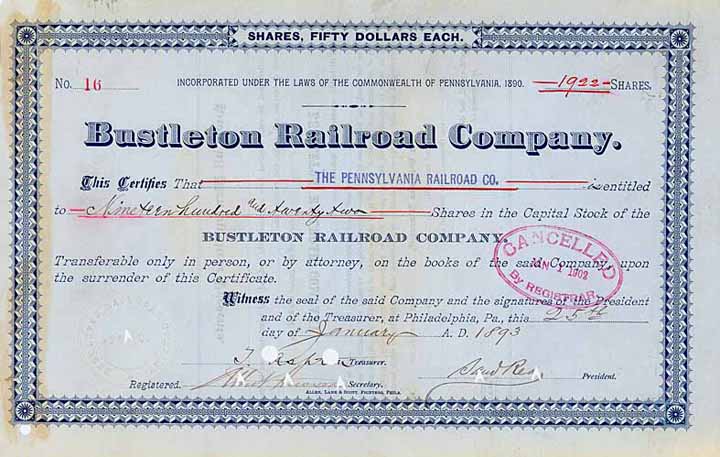 SHARES, FIFTY DOLLARS EACH.
No. 16 INCORPORATED UNDER THE LAWS OF THE COMMONWEALTH OF PENNSYLVANIA, 1890. 1922 SHARES.
Bustleton Railroad Company.
This Certifies That THE PENNSYLVANIA RAILROAD CO. is entitled
to Nineteen hundred and twenty two Shares in the Capital Stock of the
BUSTLETON RAILROAD COMPANY.
Transferable only in person, or by attorney, on the books of the said Company, upon
the surrender of this Certificate.
CANCELLED
JAN 1 1902
By REGISTRAR
Witness the seal of the said Company and the signatures of the President
and of the Treasurer, at Philadelphia, Pa., this 25th
day of January A. D. 1893
Treasurer.
Registered. Secretary. President.
ALLEN, LANE & SCOTT, PRINTERS, PHILA.